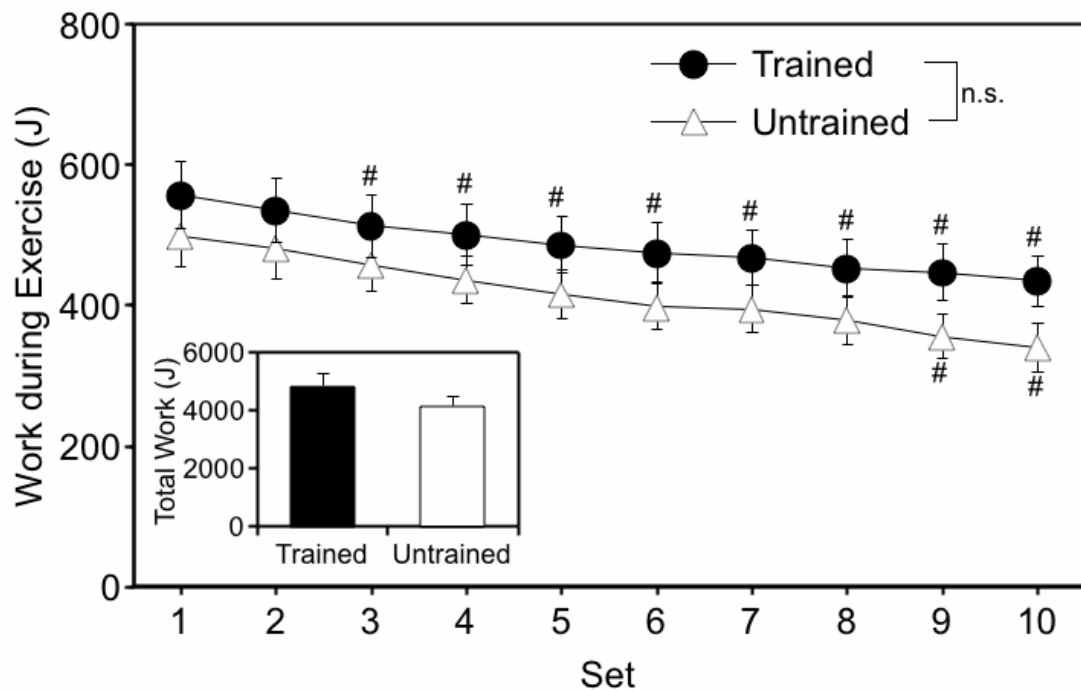 800
600
400
200
0
Work during Exercise (J)
Trained
Untrained
n.s.
# # # # # # # #
# #
6000
4000
2000
0
Total Work (J)
Trained Untrained
1 2 3 4 5 6 7 8 9 10
Set